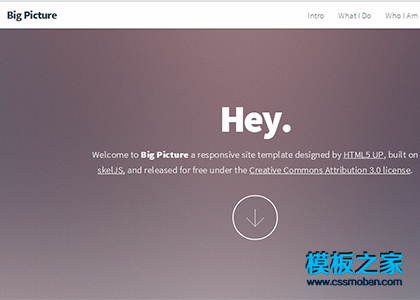 Big Picture
Intro What I Do Who I Am
Hey.
Welcome to Big Picture a responsive site template designed by HTML5 UP, built on
skelJS, and released for free under the Creative Commons Attribution 3.0 license.
模板之家
www.cssmoban.com